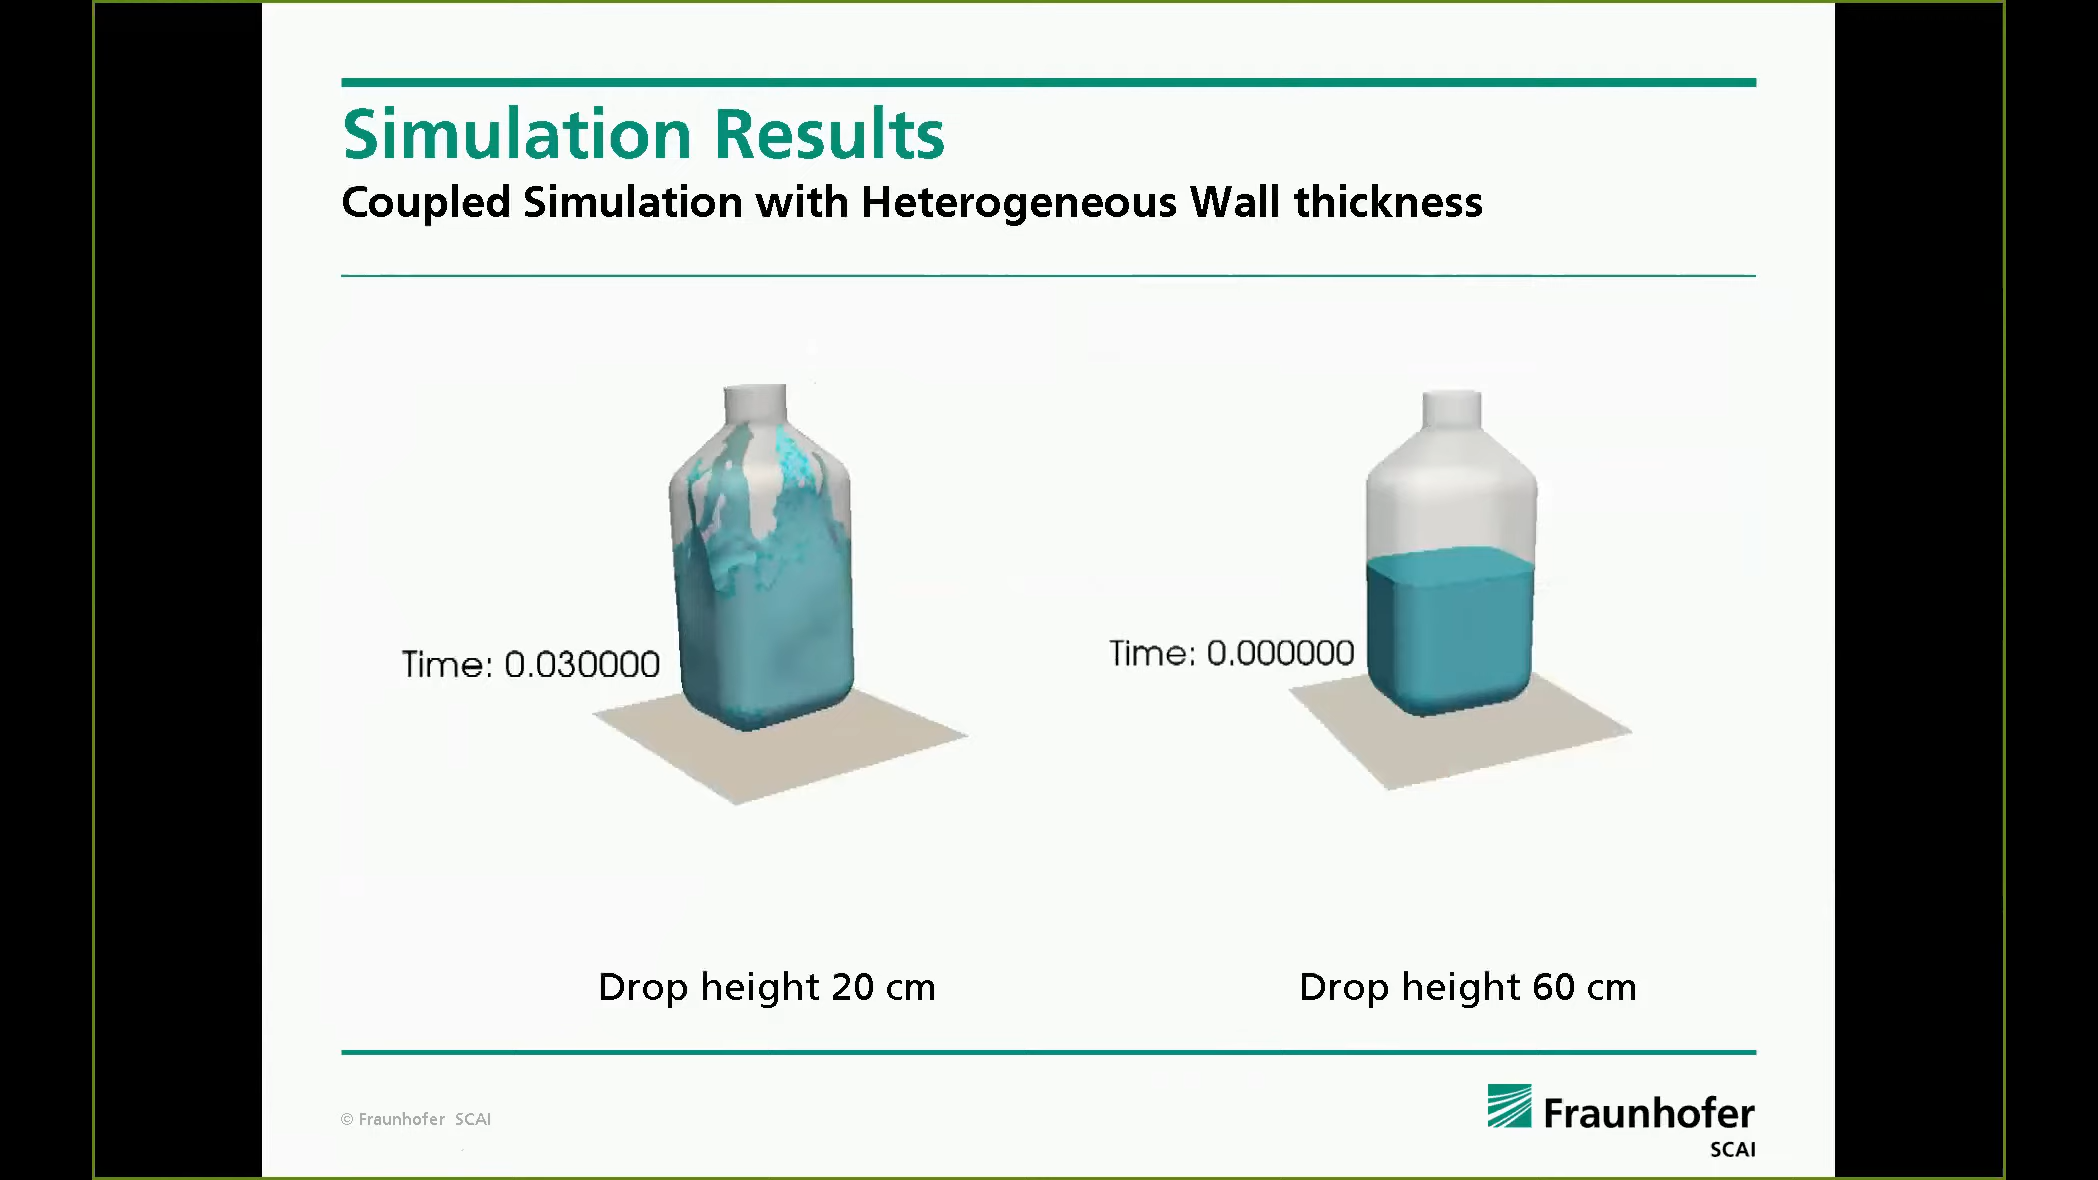 Simulation Results
Coupled Simulation with Heterogeneous Wall thickness
Time: 0.030000
Time: 0.000000
Drop height 20 cm
Drop height 60 cm
© Fraunhofer SCAI
Fraunhofer
SCAI